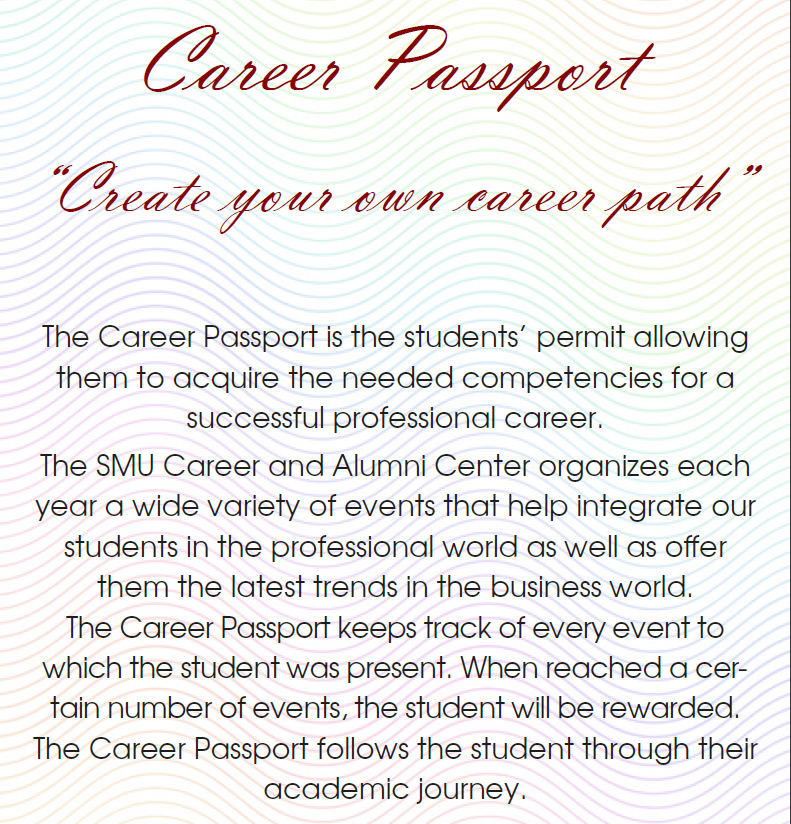 Career Passport
“Create your own career path”
The Career Passport is the students’ permit allowing
them to acquire the needed competencies for a
successful professional career.
The SMU Career and Alumni Center organizes each
year a wide variety of events that help integrate our
students in the professional world as well as offer
them the latest trends in the business world.
The Career Passport keeps track of every event to
which the student was present. When reached a cer-
tain number of events, the student will be rewarded.
The Career Passport follows the student through their
academic journey.